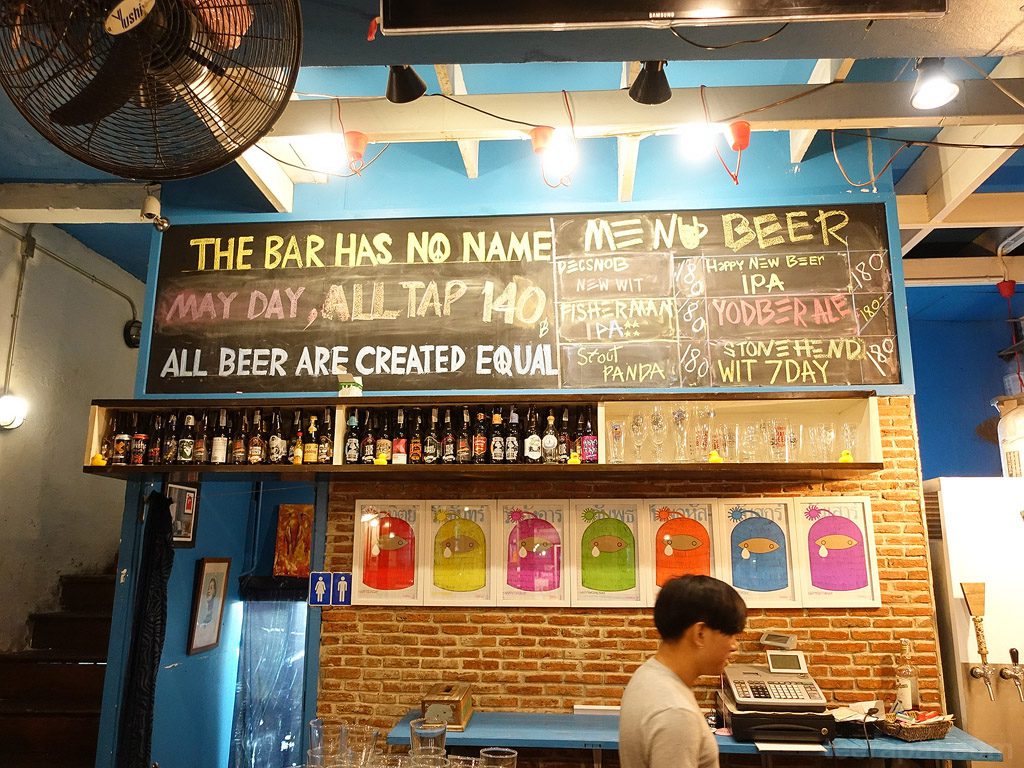 Yushi
SAMSUNG
THE BAR HAS NO NAME
MAY DAY, ALL TAP 140 B
ALL BEER ARE CREATED EQUAL
MENU BEER
NEW WIT 180
HAPPY NEW BEER
IPA 180
FISHERMAN
IPA 180
YODBEER ALE 180-
STOUT
PANDA 180
STONEHEND
WIT 7DAY 180